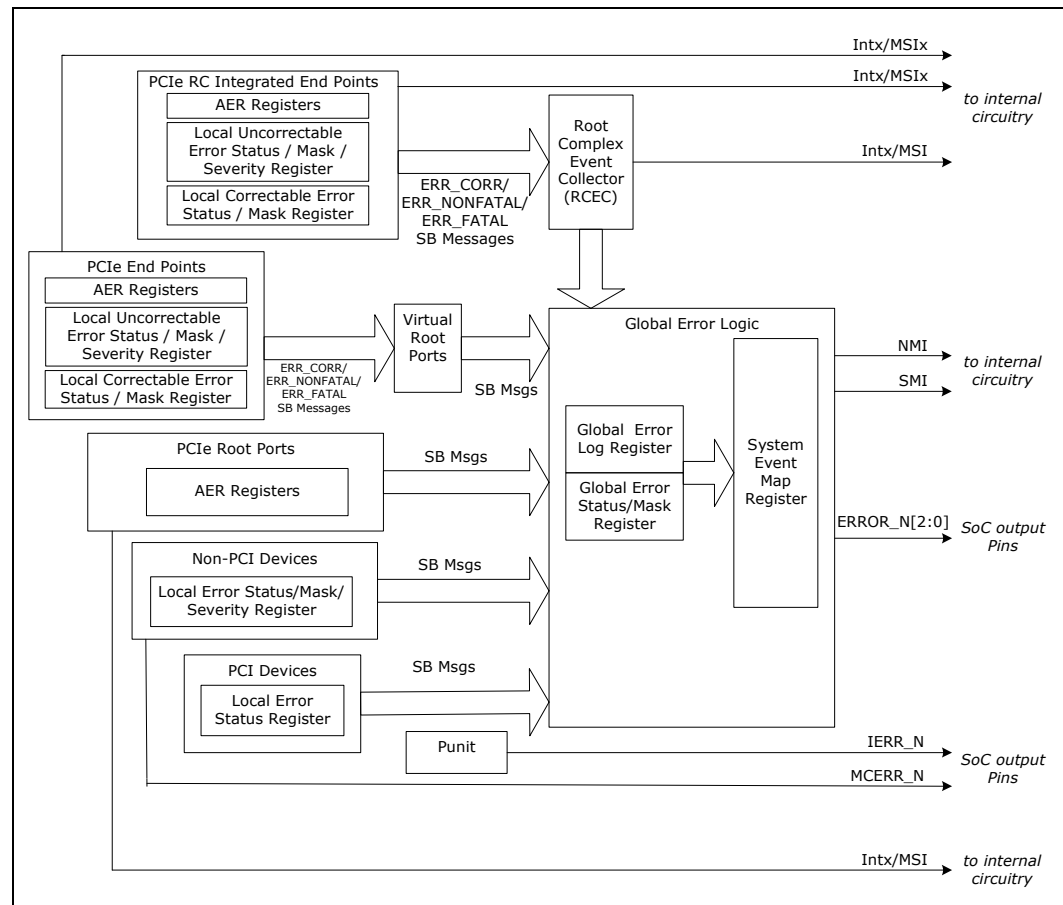 Intx/MSIx
PCIe RC Integrated End Points
Intx/MSIx
AER Registers
to internal
circuitry
Local Uncorrectable
Error Status / Mask /
Severity Register
Root
Complex
Event
Collector
(RCEC)
Intx/MSI
Local Correctable Error
Status / Mask Register
ERR_CORR/
ERR_NONFATAL/
ERR_FATAL
SB Messages
PCIe End Points
AER Registers
Local Uncorrectable
Error Status / Mask /
Severity Register
Local Correctable Error
Status / Mask Register
ERR_CORR/
ERR_NONFATAL/
ERR_FATAL
SB Messages
Virtual
Root
Ports
SB Msgs
Global Error Logic
NMI
SMI
to internal
circuitry
Global Error
Log Register
Global Error
Status/Mask
Register
System
Event
Map
Register
PCIe Root Ports
AER Registers
SB Msgs
ERROR_N[2:0]
SoC output
Pins
Non-PCI Devices
Local Error Status/Mask/
Severity Register
SB Msgs
PCI Devices
Local Error
Status Register
SB Msgs
Punit
IERR_N
MCERR_N
SoC output
Pins
Intx/MSI
to internal
circuitry